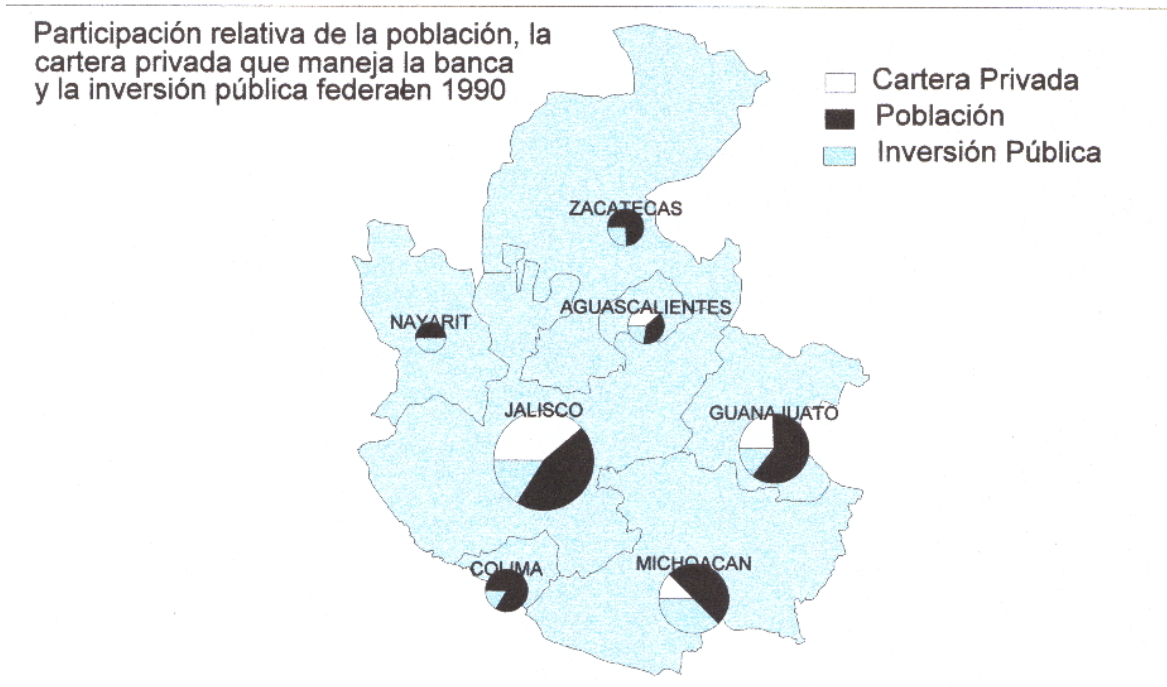 Participación relativa de la población, la
cartera privada que maneja la banca
y la inversión pública federalen 1990
Cartera Privada
Población
Inversión Pública
ZACATECAS
AGUASCALIENTES
NAYARIT
JALISCO
GUANAJUATO
COLIMA
MICHOACAN